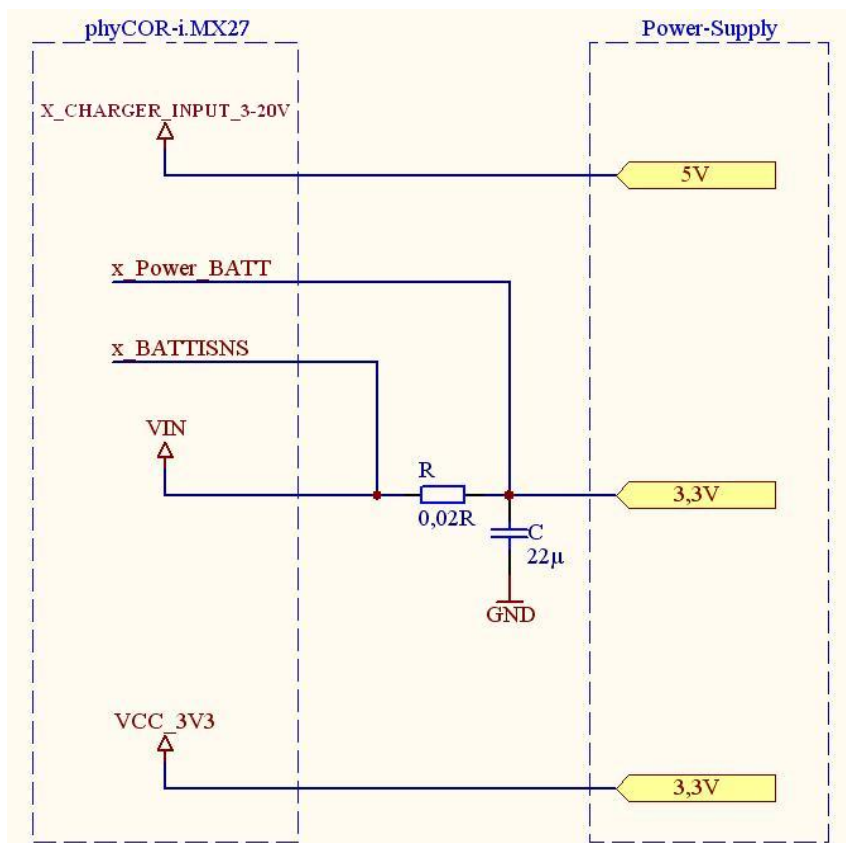 phyCOR-i.MX27
Power-Supply
X_CHARGER_INPUT_3-20V
5V
x_Power_BATT
x_BATTISNS
VIN
R
3,3V
0,02R
C
22µ
GND
VCC_3V3
3,3V